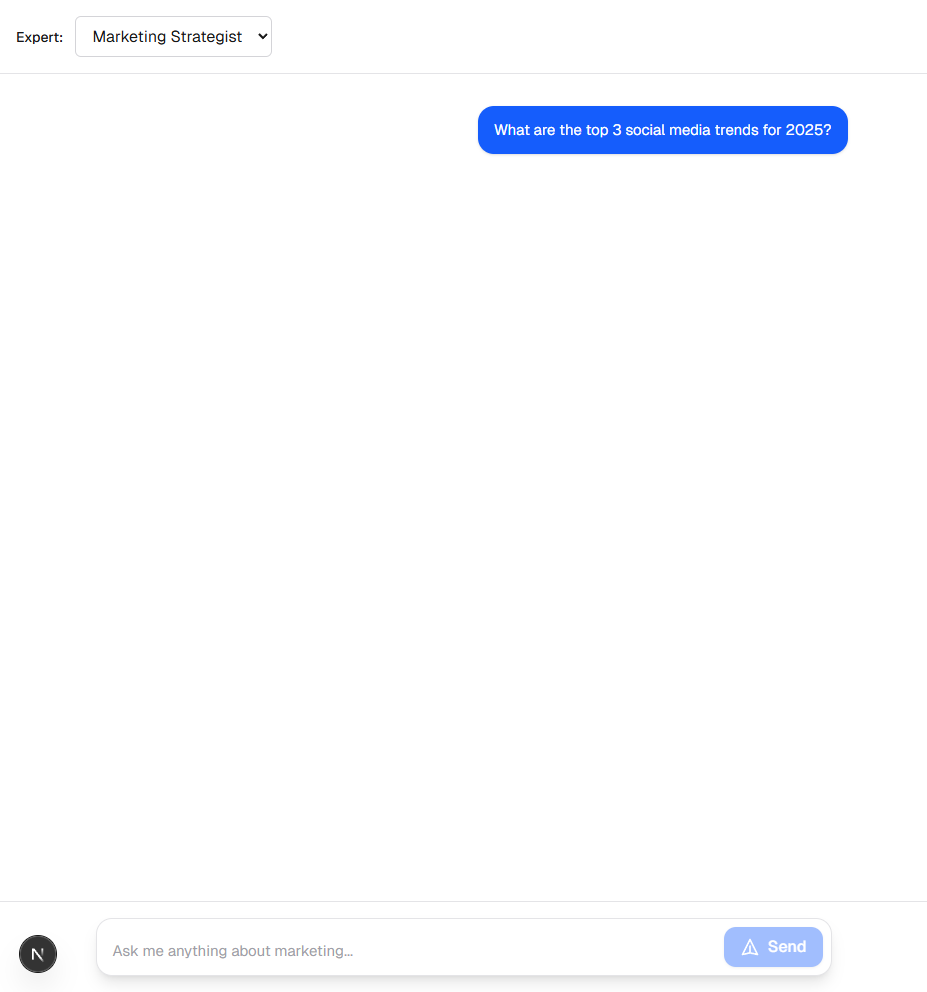 Expert: Marketing Strategist
What are the top 3 social media trends for 2025?
Ask me anything about marketing...
Send
N